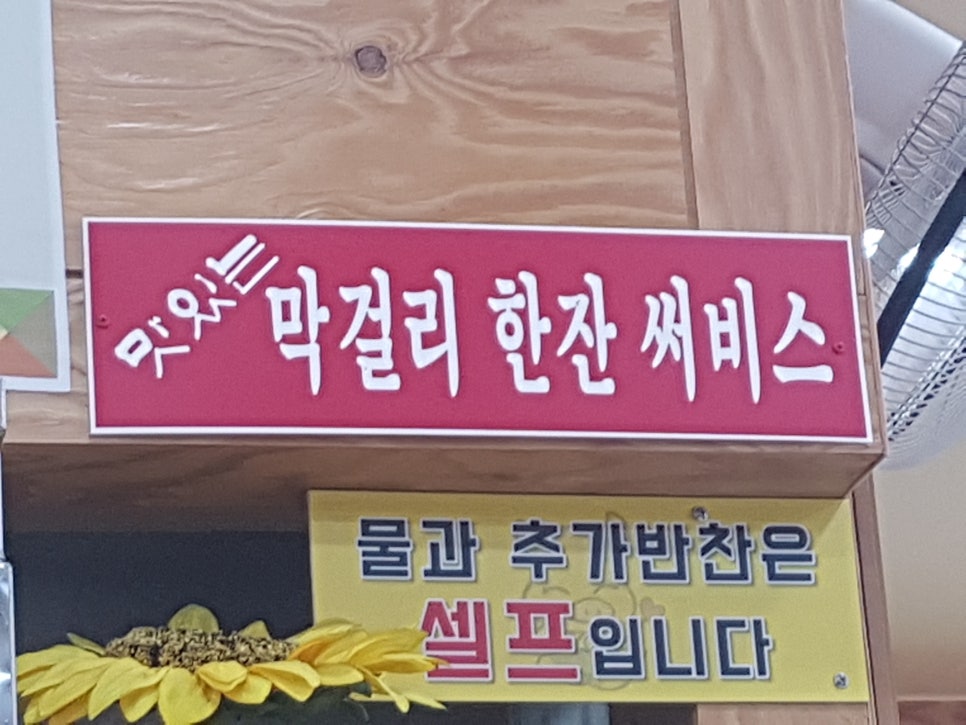 맛있는 막걸리 한잔 써비스
물과 추가반찬은
셀프입니다